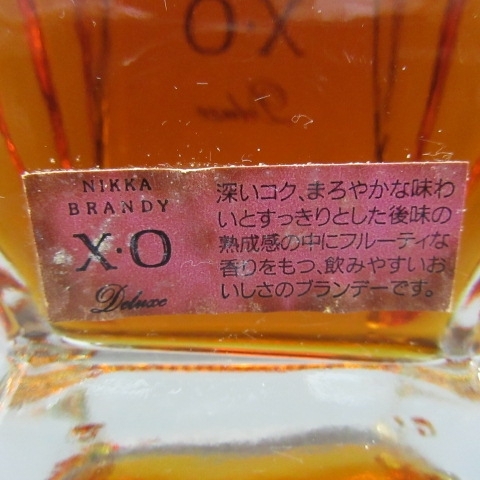 X·O
Deluxe
NIKKA
BRANDY
X·O
Deluxe
深いコク、まろやかな味わ
いとすっきりとした後味の
熟成感の中にフルーティな
香りをもつ、飲みやすいお
いしさのブランデーです。